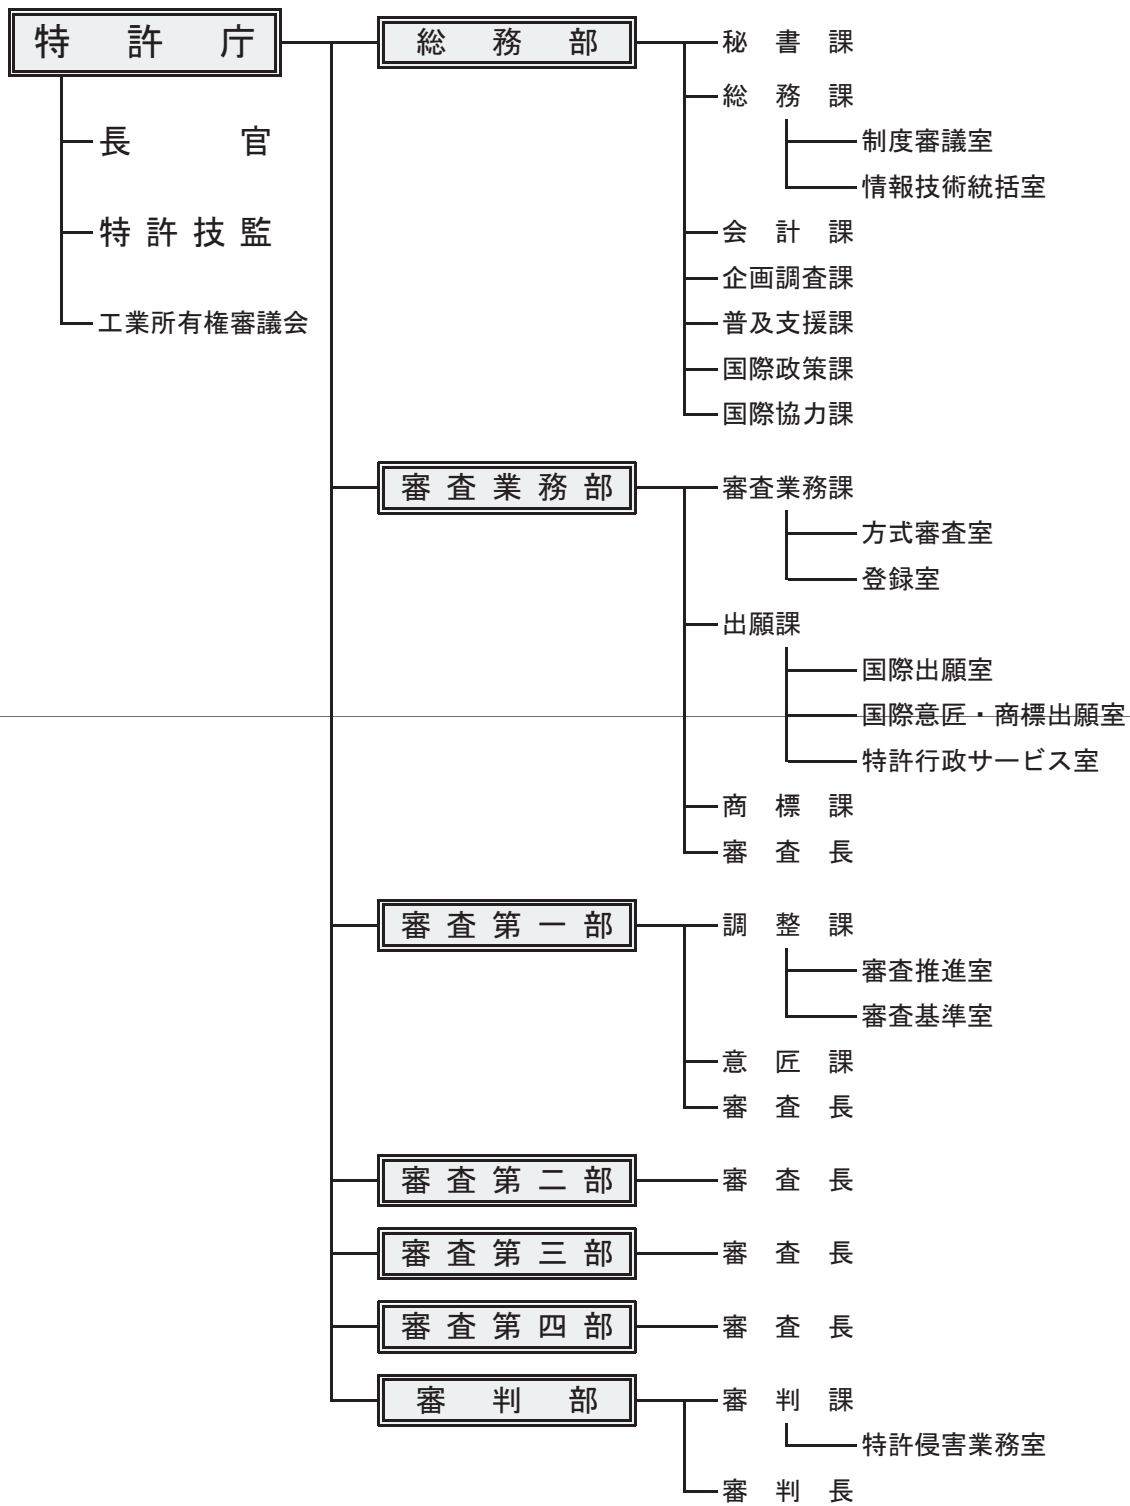 特許庁
長官
特許技監
工業所有権審議会
総務部
秘書課
総務課
制度審議室
情報技術統括室
会計課
企画調査課
普及支援課
国際政策課
国際協力課
審査業務部
審査業務課
方式審査室
登録室
出願課
国際出願室
国際意匠・商標出願室
特許行政サービス室
商標課
審査長
審査第一部
調整課
審査推進室
審査基準室
意匠課
審査長
審査第二部
審査長
審査第三部
審査長
審査第四部
審査長
審判部
審判課
特許侵害業務室
審判長